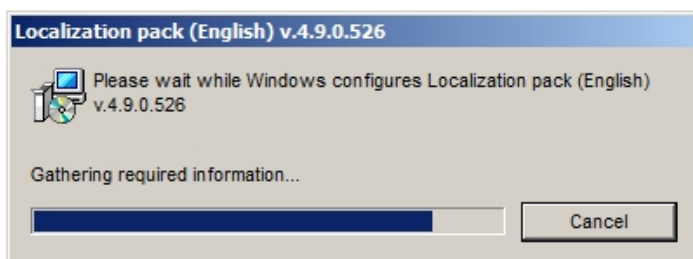 Localization pack (English) v.4.9.0.526
Please wait while Windows configures Localization pack (English)
v.4.9.0.526
Gathering required information...
Cancel